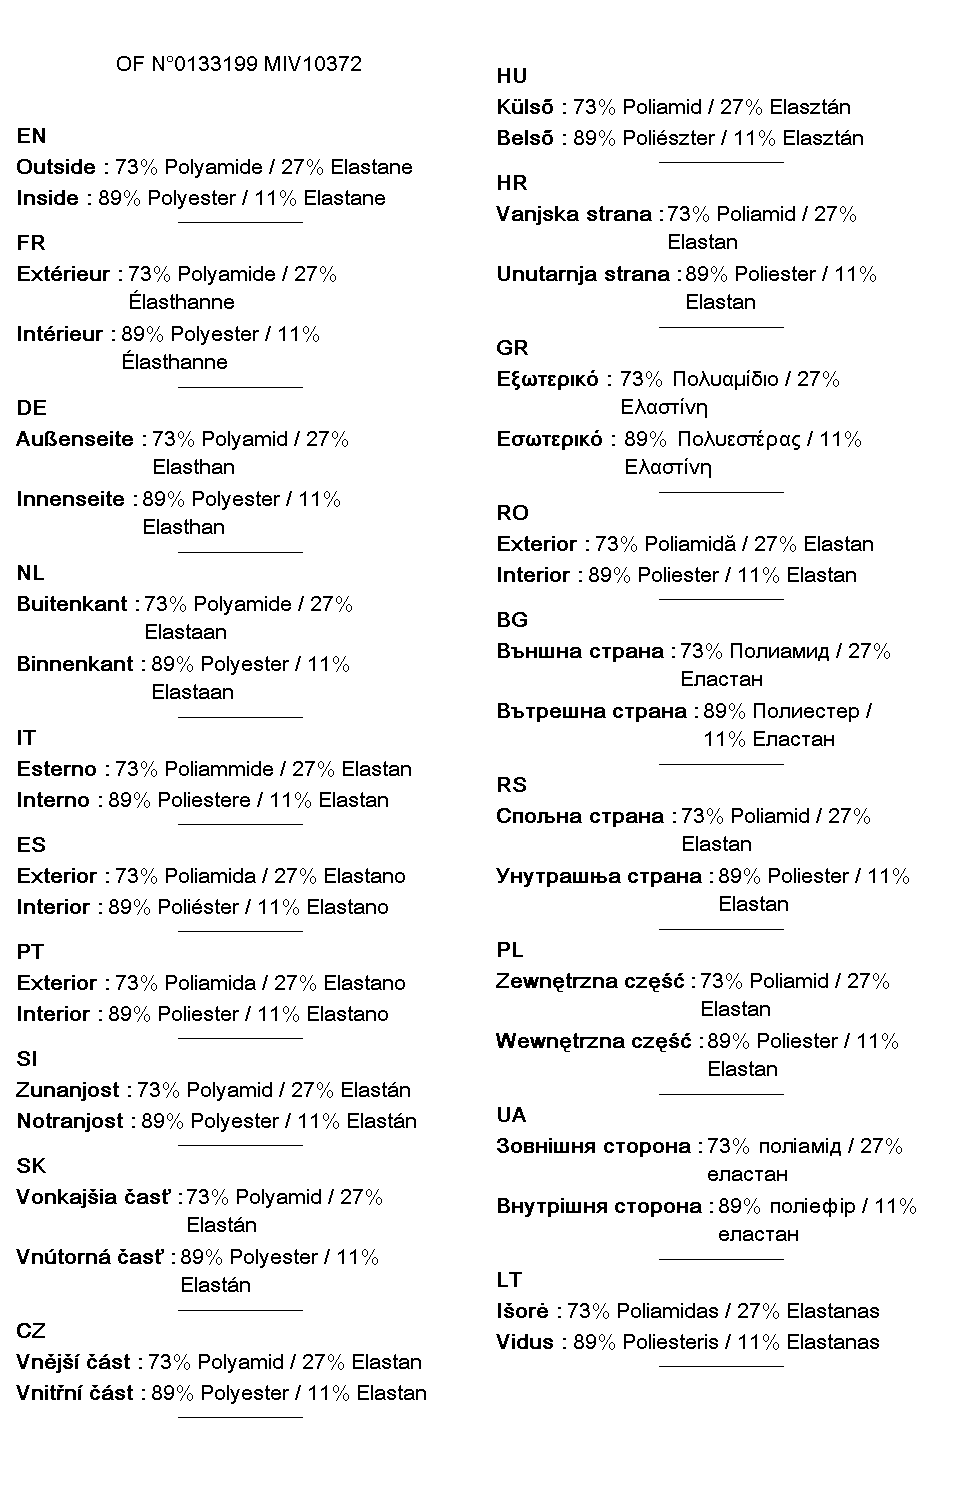 OF N°0133199 MIV10372
EN
Outside : 73% Polyamide / 27% Elastane
Inside : 89% Polyester / 11% Elastane
FR
Extérieur : 73% Polyamide / 27%
Élasthanne
Intérieur : 89% Polyester / 11%
Élasthanne
DE
Außenseite : 73% Polyamid / 27%
Elasthan
Innenseite : 89% Polyester / 11%
Elasthan
NL
Buitenkant : 73% Polyamide / 27%
Elastaan
Binnenkant : 89% Polyester / 11%
Elastaan
IT
Esterno : 73% Poliammide / 27% Elastan
Interno : 89% Poliestere / 11% Elastan
ES
Exterior : 73% Poliamida / 27% Elastano
Interior : 89% Poliéster / 11% Elastano
PT
Exterior : 73% Poliamida / 27% Elastano
Interior : 89% Poliester / 11% Elastano
SI
Zunanjost : 73% Polyamid / 27% Elastán
Notranjost : 89% Polyester / 11% Elastán
SK
Vonkajšia časť : 73% Polyamid / 27%
Elastán
Vnútorná časť : 89% Polyester / 11%
Elastán
CZ
Vnější část : 73% Polyamid / 27% Elastan
Vnitřní část : 89% Polyester / 11% Elastan
HU
Külső : 73% Poliamid / 27% Elasztán
Belső : 89% Poliészter / 11% Elasztán
HR
Vanjska strana : 73% Poliamid / 27%
Elastan
Unutarnja strana : 89% Poliester / 11%
Elastan
GR
Εξωτερικό : 73% Πολυαμίδιο / 27%
Ελαστίνη
Εσωτερικό : 89% Πολυεστέρας / 11%
Ελαστίνη
RO
Exterior : 73% Poliamidă / 27% Elastan
Interior : 89% Poliester / 11% Elastan
BG
Външна страна : 73% Полиамид / 27%
Еластан
Вътрешна страна : 89% Полиестер /
11% Еластан
RS
Спољна страна : 73% Poliamid / 27%
Elastan
Унутрашња страна : 89% Poliester / 11%
Elastan
PL
Zewnętrzna część : 73% Poliamid / 27%
Elastan
Wewnętrzna część : 89% Poliester / 11%
Elastan
UA
Зовнішня сторона : 73% поліамід / 27%
еластан
Внутрішня сторона : 89% поліефір / 11%
еластан
LT
Išorė : 73% Poliamidas / 27% Elastanas
Vidus : 89% Poliesteris / 11% Elastanas